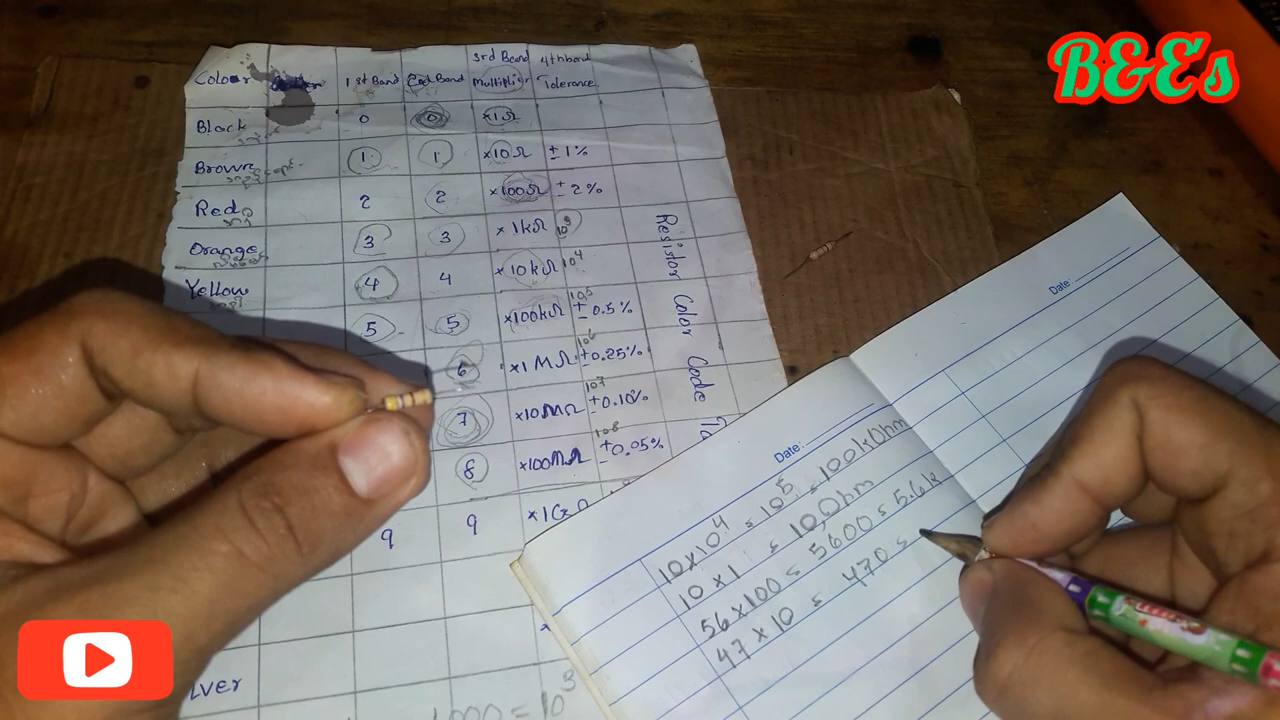 B&E's
3rd Band 4th band
Colour 1st Band 2nd Band Multiplier Tolerance
Black 0 0 ×1Ω
Brown 1 1 ×10Ω ±1%
Red 2 2 ×100Ω ±2%
Orange 3 3 ×1kΩ 10³
Yellow 4 4 ×10kΩ 10⁴
5 5 ×100kΩ 10⁵ ±0.5%
6 ×1MΩ 10⁶ ±0.25%
7 ×10MΩ 10⁷ ±0.10%
8 ×100MΩ 10⁸ ±0.05%
9 9 ×1GΩ
LVER
1000 = 10³
Resistor Color Code
Date:
Date:
10×10⁴ = 10⁵ = 100kOhm
10×1 = 10 Ohm
56×100 = 5600 = 5.6k
47×10 = 470 =